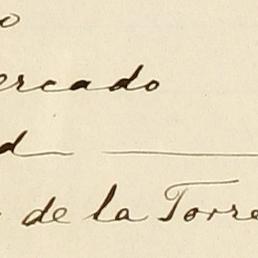 o
ercado
d
de la Torre